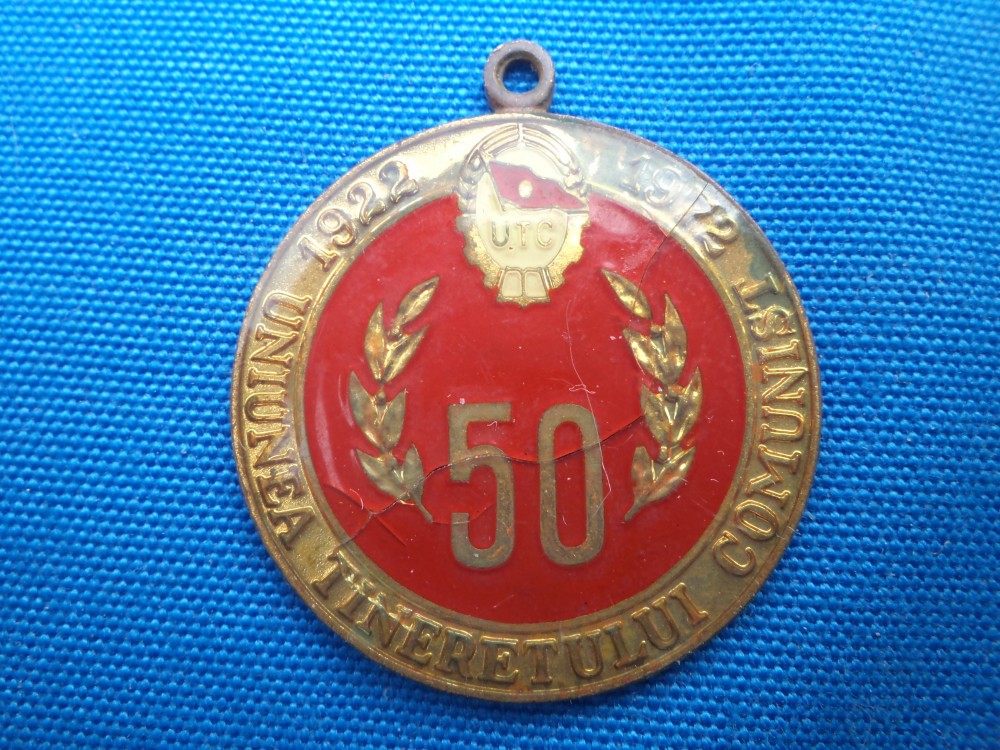 1922 1972
UNIUNEA TINERETULUI COMUNIST
UTC
50